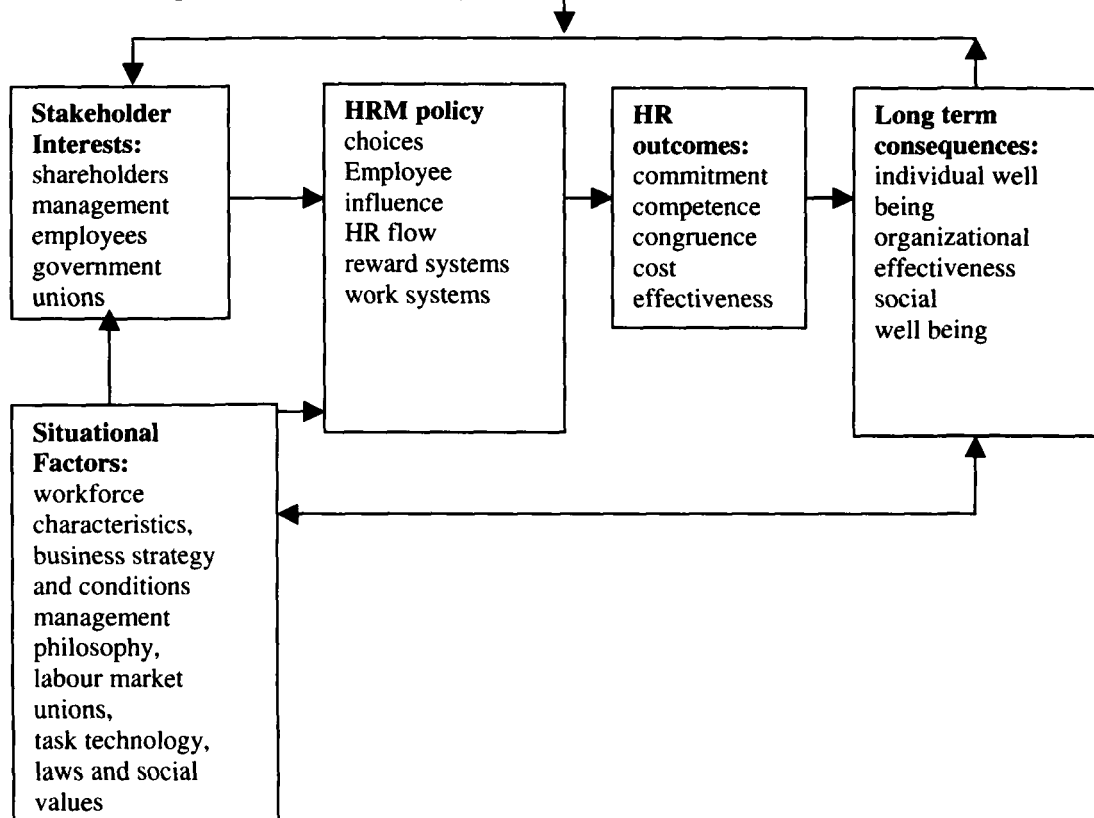 Stakeholder
Interests:
shareholders
management
employees
government
unions
HRM policy
choices
Employee
influence
HR flow
reward systems
work systems
HR
outcomes:
commitment
competence
congruence
cost
effectiveness
Long term
consequences:
individual well
being
organizational
effectiveness
social
well being
Situational
Factors:
workforce
characteristics,
business strategy
and conditions
management
philosophy,
labour market
unions,
task technology,
laws and social
values